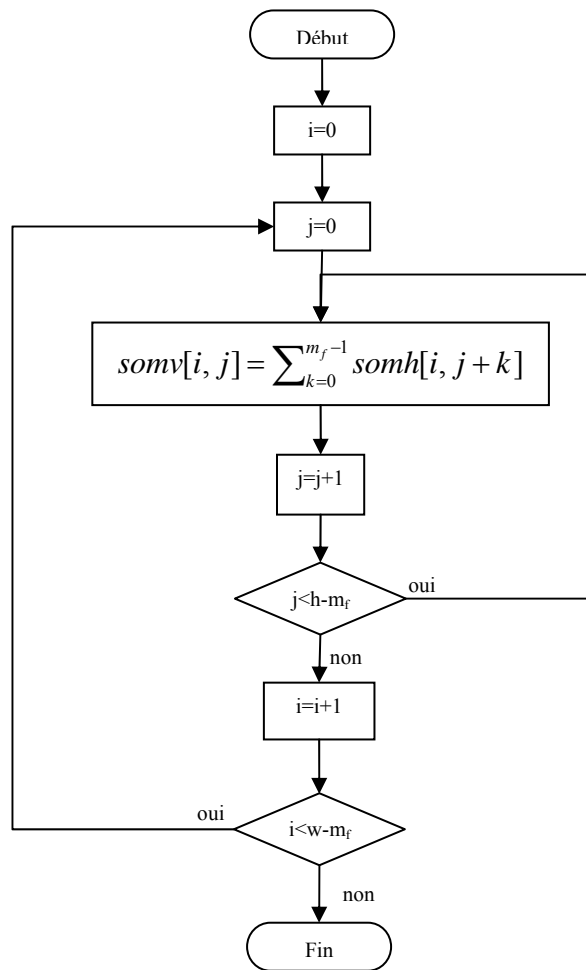 Début
i=0
j=0
somv[i, j] = ∑_{k=0}^{m_f−1} somh[i, j + k]
j=j+1
j<h-m_f
oui
non
i=i+1
oui
i<w-m_f
non
Fin